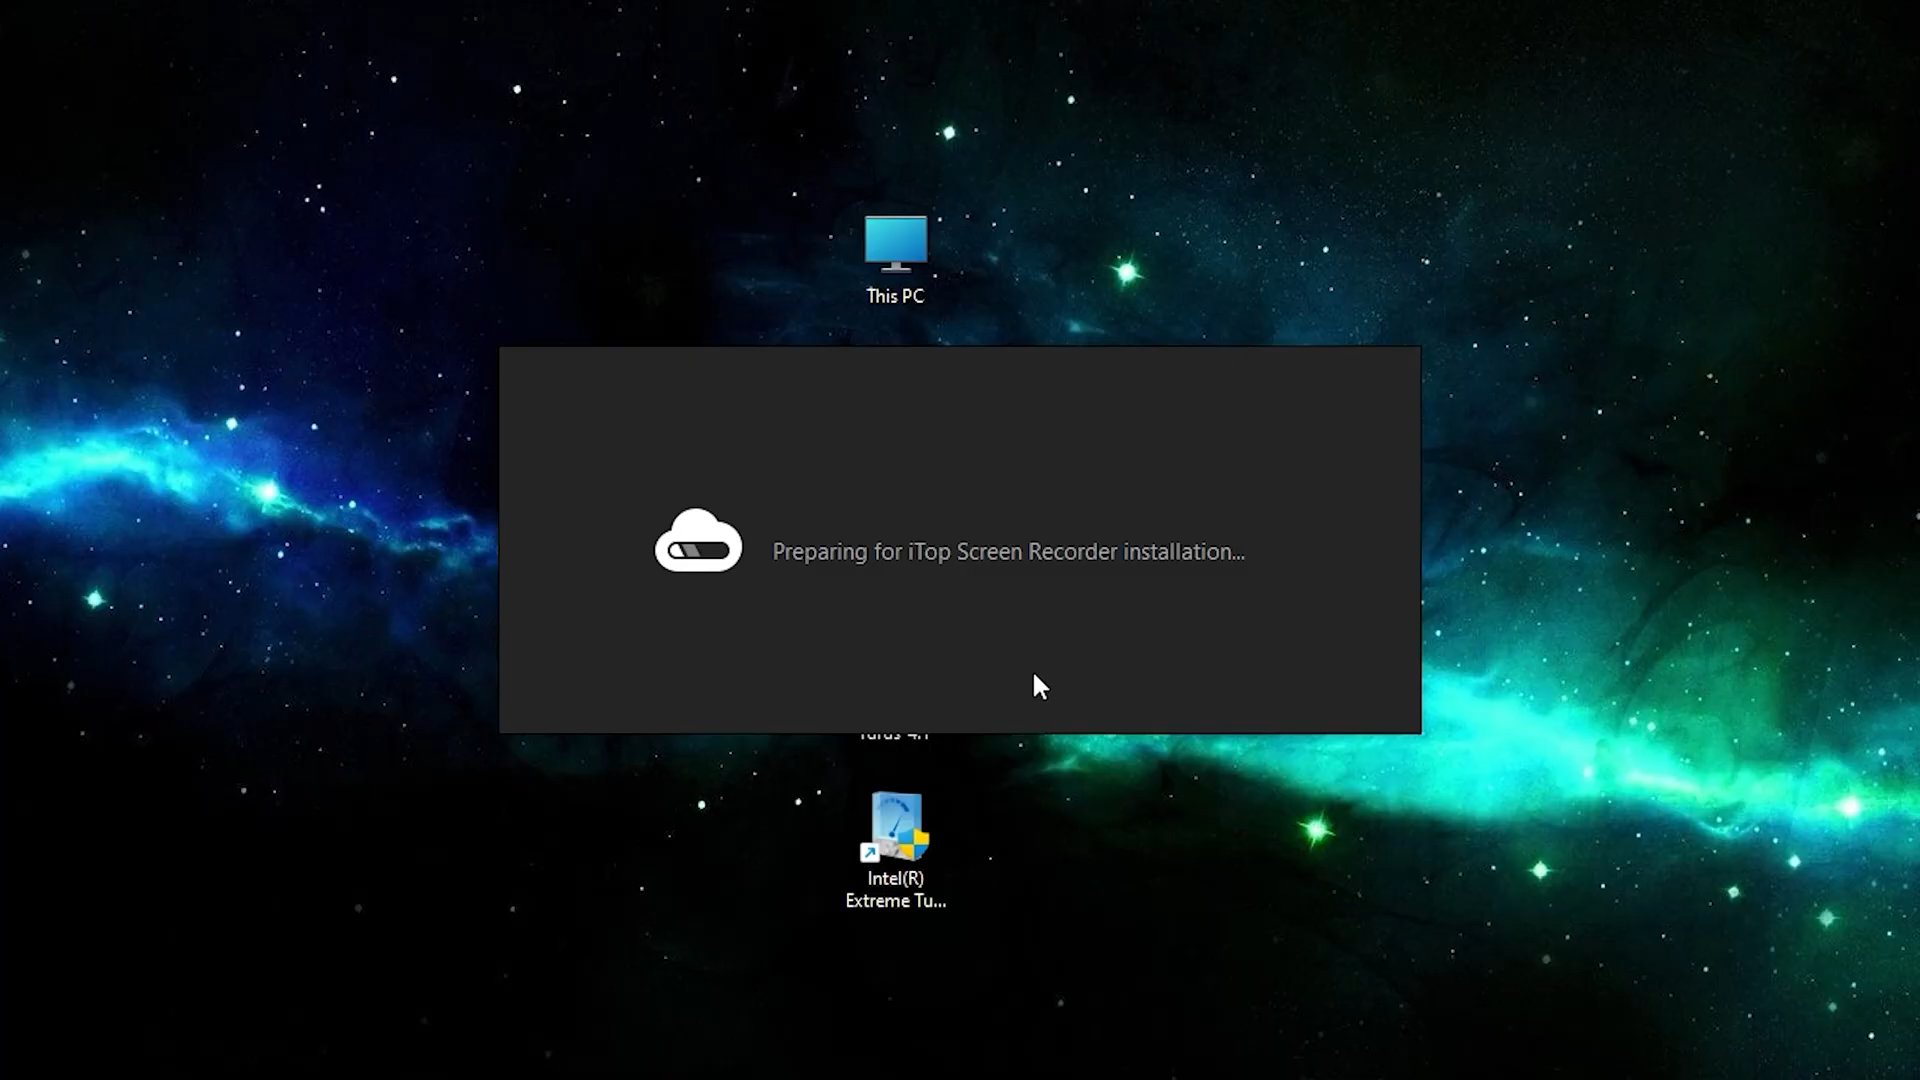 This PC
Preparing for iTop Screen Recorder installation...
Intel(R)
Extreme Tu...